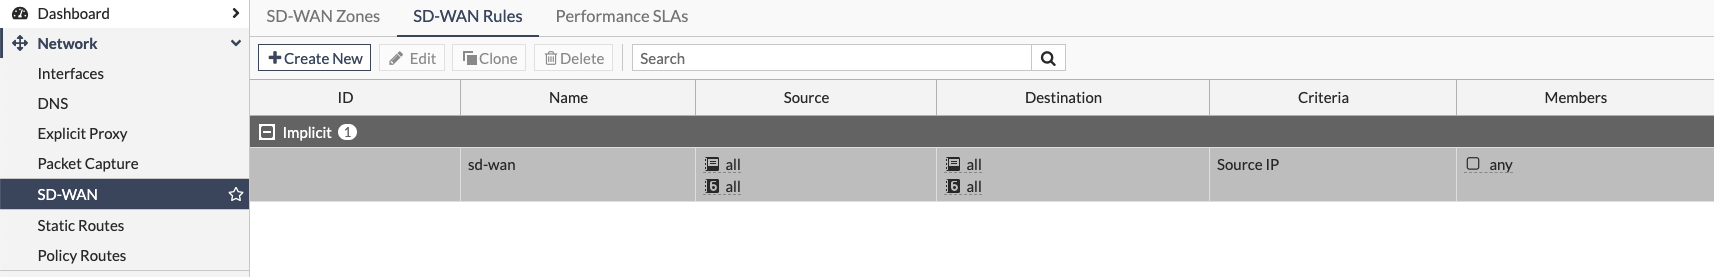 Dashboard
Network
Interfaces
DNS
Explicit Proxy
Packet Capture
SD-WAN
Static Routes
Policy Routes
SD-WAN Zones SD-WAN Rules Performance SLAs
Create New Edit Clone Delete Search
ID Name Source Destination Criteria Members
Implicit 1
sd-wan all all Source IP any
6 all 6 all